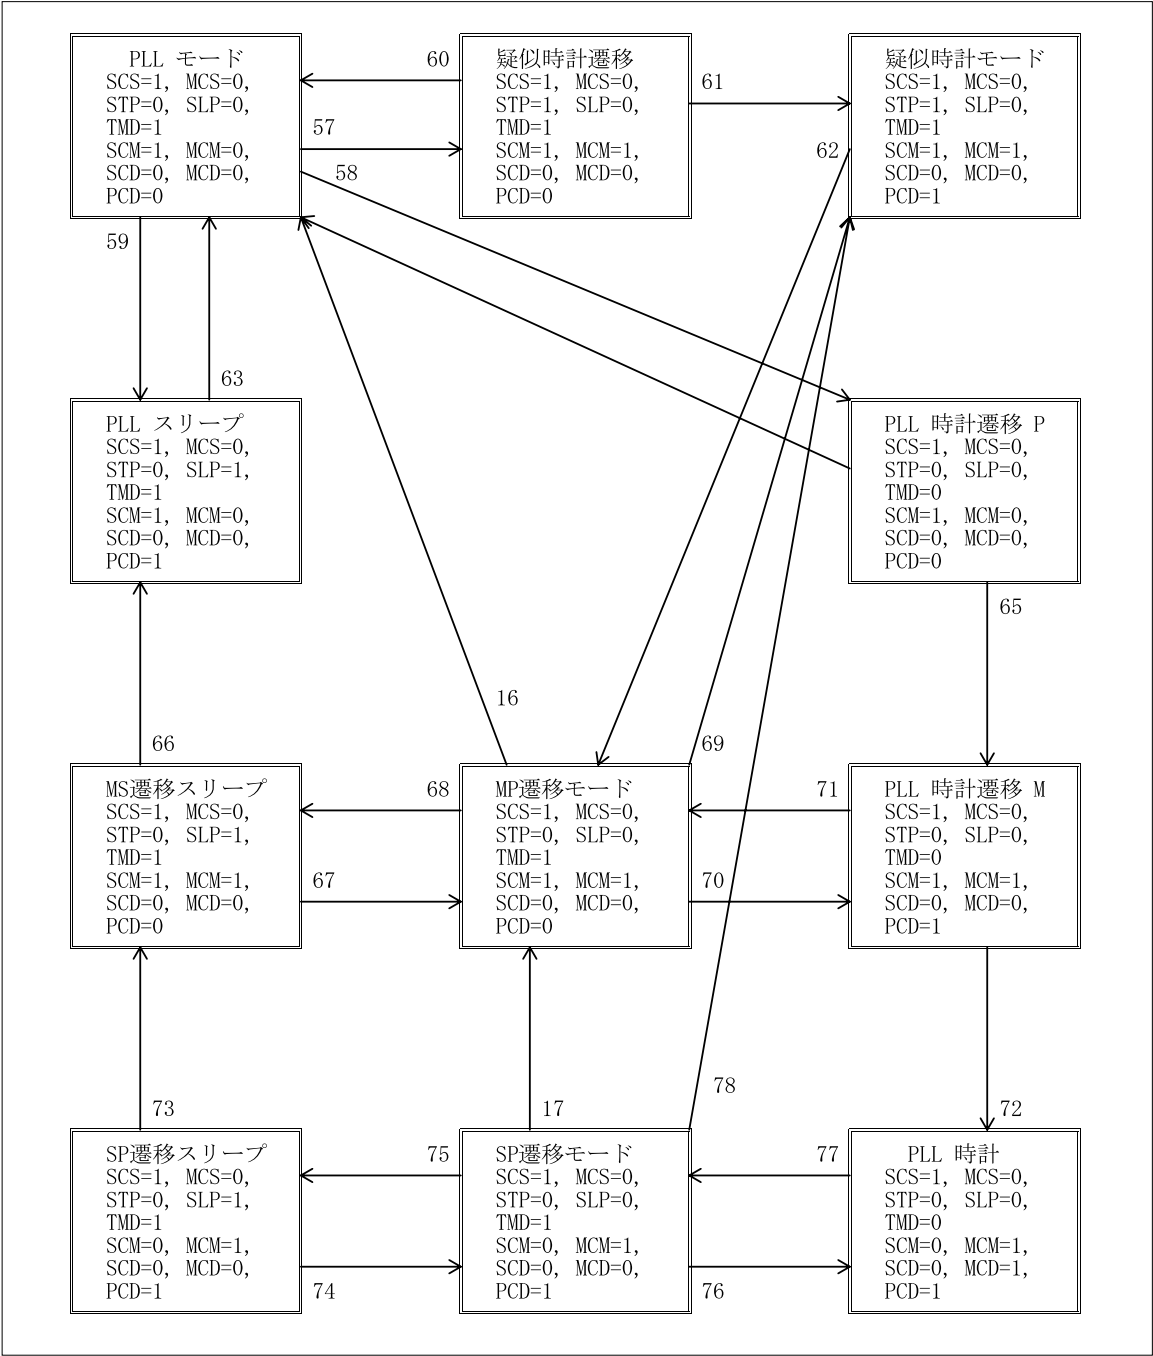 PLL モード
SCS=1, MCS=0,
STP=0, SLP=0,
TMD=1
SCM=1, MCM=0,
SCD=0, MCD=0,
PCD=0
60
57
58
疑似時計遷移
SCS=1, MCS=0,
STP=1, SLP=0,
TMD=1
SCM=1, MCM=1,
SCD=0, MCD=0,
PCD=0
61
62
疑似時計モード
SCS=1, MCS=0,
STP=1, SLP=0,
TMD=1
SCM=1, MCM=1,
SCD=0, MCD=0,
PCD=1
59
63
PLL スリープ
SCS=1, MCS=0,
STP=0, SLP=1,
TMD=1
SCM=1, MCM=0,
SCD=0, MCD=0,
PCD=1
PLL 時計遷移 P
SCS=1, MCS=0,
STP=0, SLP=0,
TMD=0
SCM=1, MCM=0,
SCD=0, MCD=0,
PCD=0
65
16
66
69
MS遷移スリープ
SCS=1, MCS=0,
STP=0, SLP=1,
TMD=1
SCM=1, MCM=1,
SCD=0, MCD=0,
PCD=0
68
67
MP遷移モード
SCS=1, MCS=0,
STP=0, SLP=0,
TMD=1
SCM=1, MCM=1,
SCD=0, MCD=0,
PCD=0
71
70
PLL 時計遷移 M
SCS=1, MCS=0,
STP=0, SLP=0,
TMD=0
SCM=1, MCM=1,
SCD=0, MCD=0,
PCD=1
78
73
17
72
SP遷移スリープ
SCS=1, MCS=0,
STP=0, SLP=1,
TMD=1
SCM=0, MCM=1,
SCD=0, MCD=0,
PCD=1
75
74
SP遷移モード
SCS=1, MCS=0,
STP=0, SLP=0,
TMD=1
SCM=0, MCM=1,
SCD=0, MCD=0,
PCD=1
77
76
PLL 時計
SCS=1, MCS=0,
STP=0, SLP=0,
TMD=0
SCM=0, MCM=1,
SCD=0, MCD=1,
PCD=1